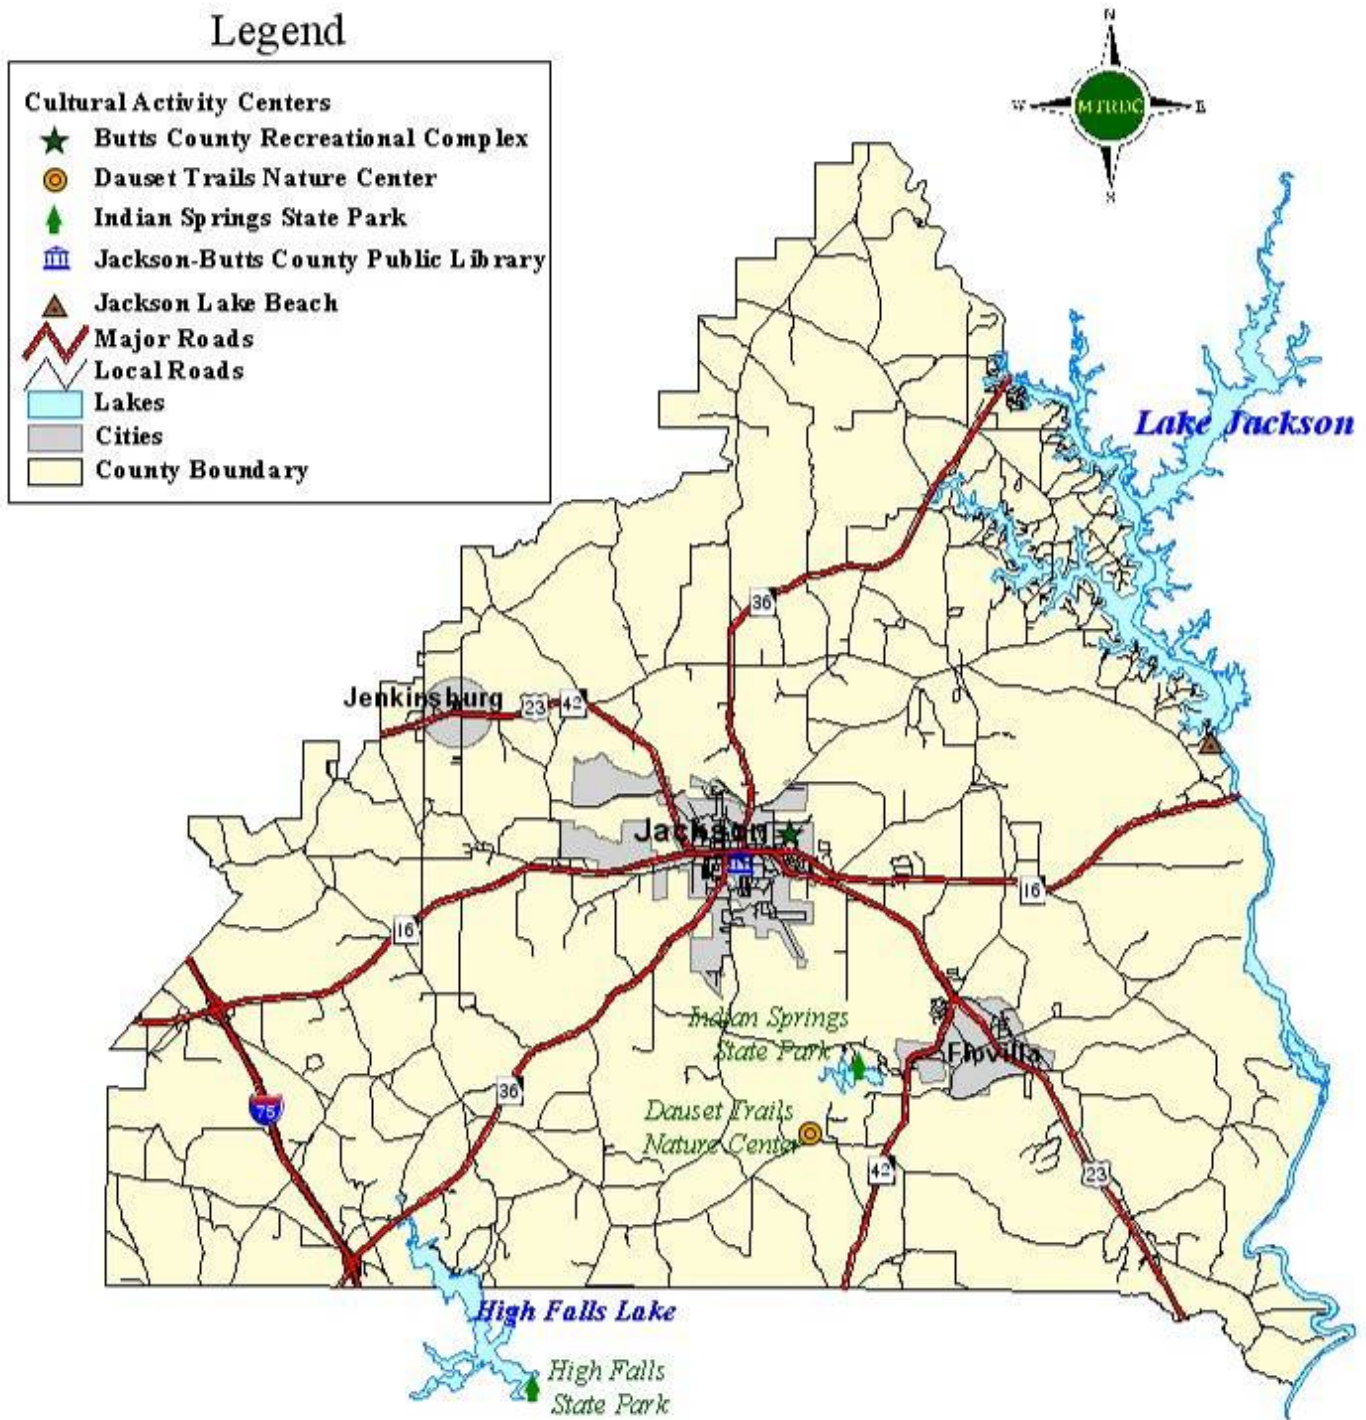 Legend
Cultural Activity Centers
Butts County Recreational Complex
Dauset Trails Nature Center
Indian Springs State Park
Jackson-Butts County Public Library
Jackson Lake Beach
Major Roads
Local Roads
Lakes
Cities
County Boundary
N
W
MTRDC
E
S
Lake Jackson
36
Jenkinsburg
23
42
Jackson
16
16
Indian Springs
State Park
Flovilla
36
75
Dauset Trails
Nature Center
42
23
High Falls Lake
High Falls
State Park